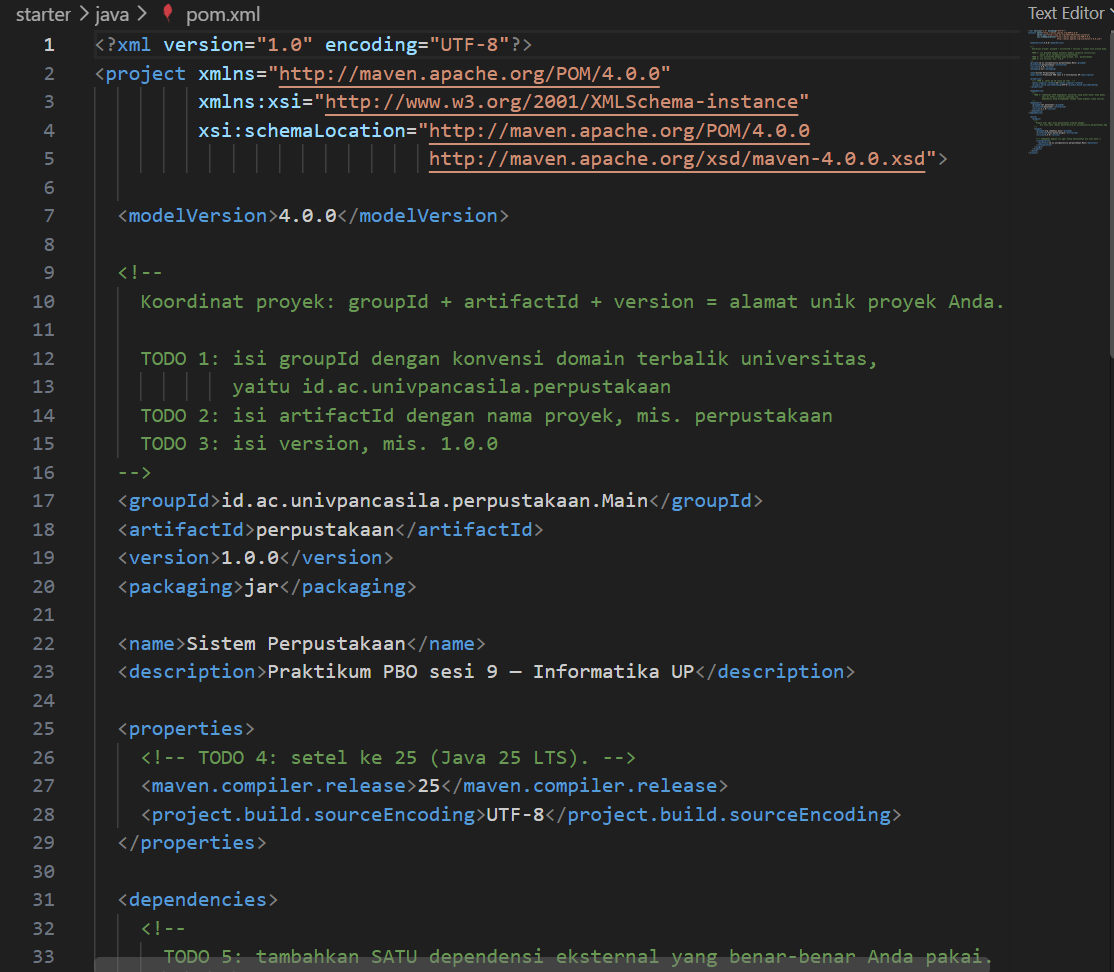 starter > java > pom.xml
Text Editor
1 <?xml version="1.0" encoding="UTF-8"?>
2 <project xmlns="http://maven.apache.org/POM/4.0.0"
3 xmlns:xsi="http://www.w3.org/2001/XMLSchema-instance"
4 xsi:schemaLocation="http://maven.apache.org/POM/4.0.0
5 http://maven.apache.org/xsd/maven-4.0.0.xsd">
6
7 <modelVersion>4.0.0</modelVersion>
8
9 <!--
10 Koordinat proyek: groupId + artifactId + version = alamat unik proyek Anda.
11
12 TODO 1: isi groupId dengan konvensi domain terbalik universitas,
13 yaitu id.ac.univpancasila.perpustakaan
14 TODO 2: isi artifactId dengan nama proyek, mis. perpustakaan
15 TODO 3: isi version, mis. 1.0.0
16 -->
17 <groupId>id.ac.univpancasila.perpustakaan.Main</groupId>
18 <artifactId>perpustakaan</artifactId>
19 <version>1.0.0</version>
20 <packaging>jar</packaging>
21
22 <name>Sistem Perpustakaan</name>
23 <description>Praktikum PBO sesi 9 — Informatika UP</description>
24
25 <properties>
26 <!-- TODO 4: setel ke 25 (Java 25 LTS). -->
27 <maven.compiler.release>25</maven.compiler.release>
28 <project.build.sourceEncoding>UTF-8</project.build.sourceEncoding>
29 </properties>
30
31 <dependencies>
32 <!--
33 TODO 5: tambahkan SATU dependensi eksternal yang benar-benar Anda pakai.